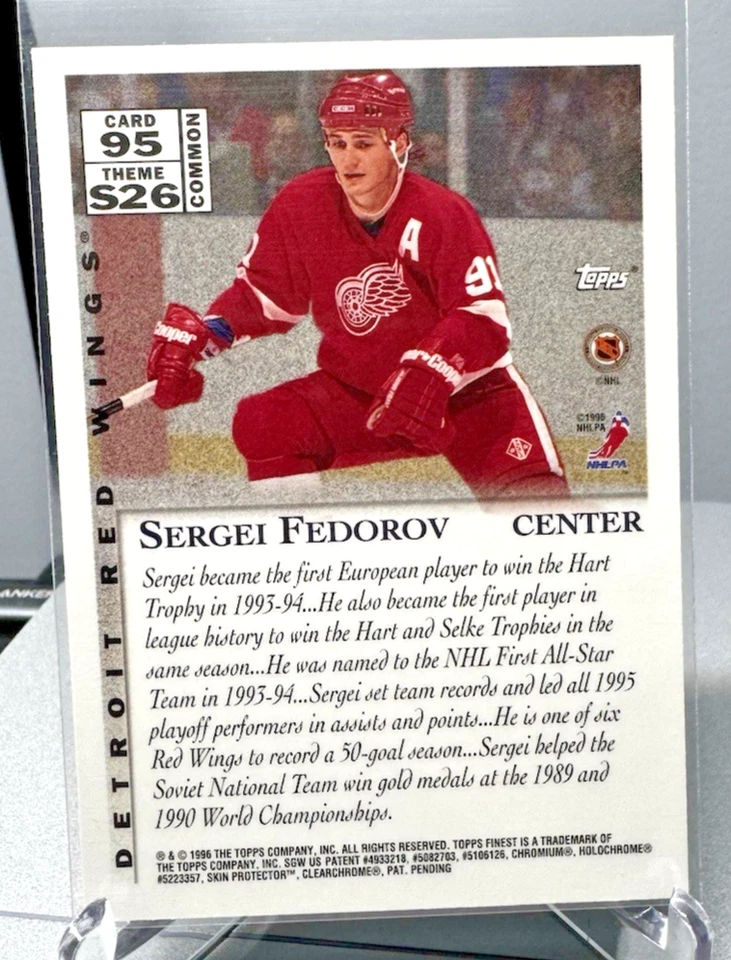 CARD
95
THEME
S26
COMMON
CCM
A
91
topps®
©NHL
©1996
NHLPA
NHLPA
Cooper
Cooper
DETROIT RED WINGS®
SERGEI FEDOROV CENTER
Sergei became the first European player to win the Hart
Trophy in 1993-94...He also became the first player in
league history to win the Hart and Selke Trophies in the
same season...He was named to the NHL First All-Star
Team in 1993-94...Sergei set team records and led all 1995
playoff performers in assists and points...He is one of six
Red Wings to record a 50-goal season...Sergei helped the
Soviet National Team win gold medals at the 1989 and
1990 World Championships.
® & © 1996 THE TOPPS COMPANY, INC. ALL RIGHTS RESERVED. TOPPS FINEST IS A TRADEMARK OF
THE TOPPS COMPANY, INC. SGW US PATENT #4933218, #5082703, #5106126, CHROMIUM®, HOLOCHROME®
#5223357, SKIN PROTECTOR™, CLEARCHROME®, PAT. PENDING
ANKER